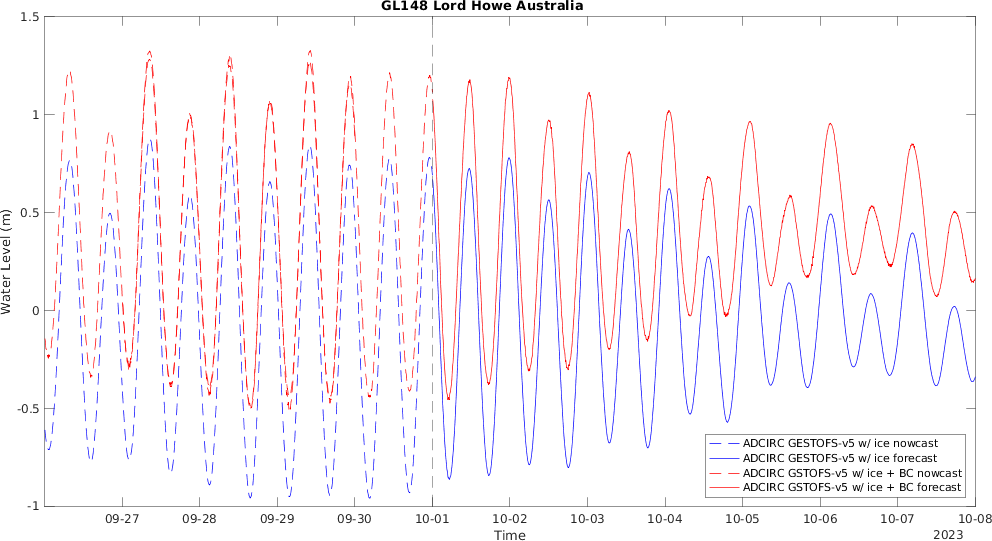 GL148 Lord Howe Australia
Water Level (m)
1.5
1
0.5
0
-0.5
-1
09-27
09-28
09-29
09-30
10-01
10-02
10-03
10-04
10-05
10-06
10-07
10-08
Time
2023
ADCIRC GESTOFS-v5 w/ ice nowcast
ADCIRC GESTOFS-v5 w/ ice forecast
ADCIRC GSTOFS-v5 w/ ice + BC nowcast
ADCIRC GSTOFS-v5 w/ ice + BC forecast